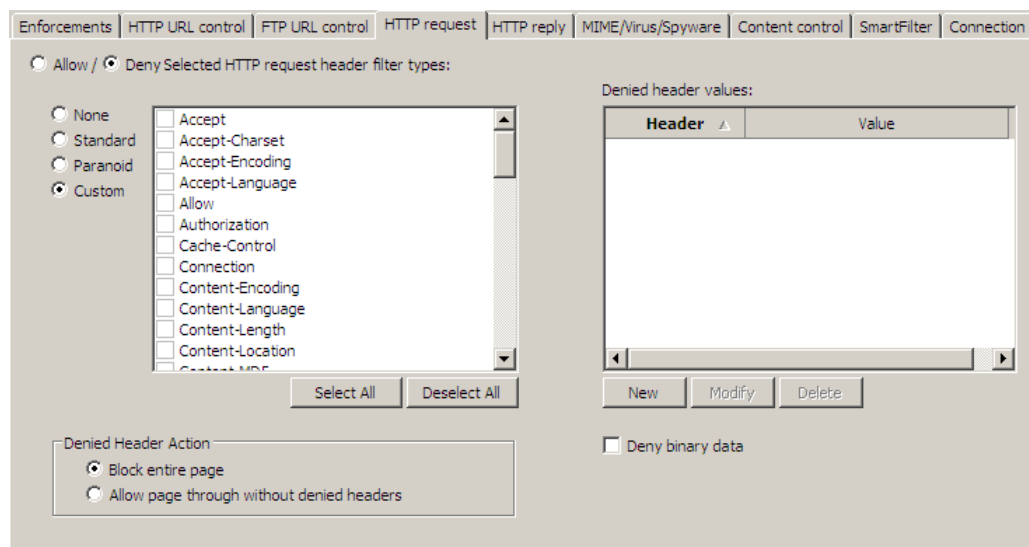 Enforcements HTTP URL control FTP URL control HTTP request HTTP reply MIME/Virus/Spyware Content control SmartFilter Connection
Allow / Deny Selected HTTP request header filter types:
None
Standard
Paranoid
Custom
Accept
Accept-Charset
Accept-Encoding
Accept-Language
Allow
Authorization
Cache-Control
Connection
Content-Encoding
Content-Language
Content-Length
Content-Location
Select All Deselect All
Denied header values:
Header Value
New Modify Delete
Deny binary data
Denied Header Action
Block entire page
Allow page through without denied headers